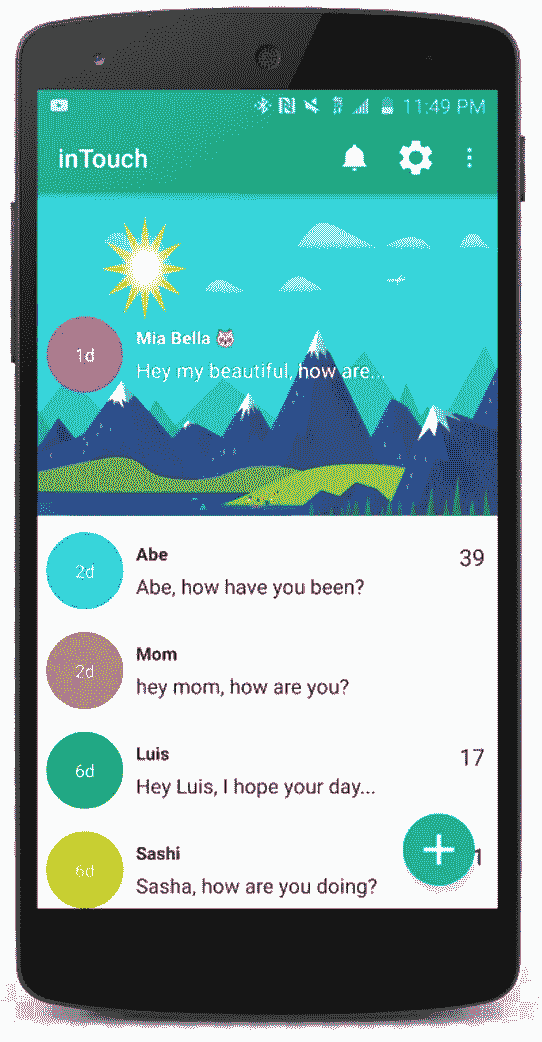 11:49 PM
inTouch
1d
Mia Bella
Hey my beautiful, how are...
2d
Abe
39
Abe, how have you been?
2d
Mom
hey mom, how are you?
6d
Luis
17
Hey Luis, I hope your day...
6d
Sashi
1
Sasha, how are you doing?